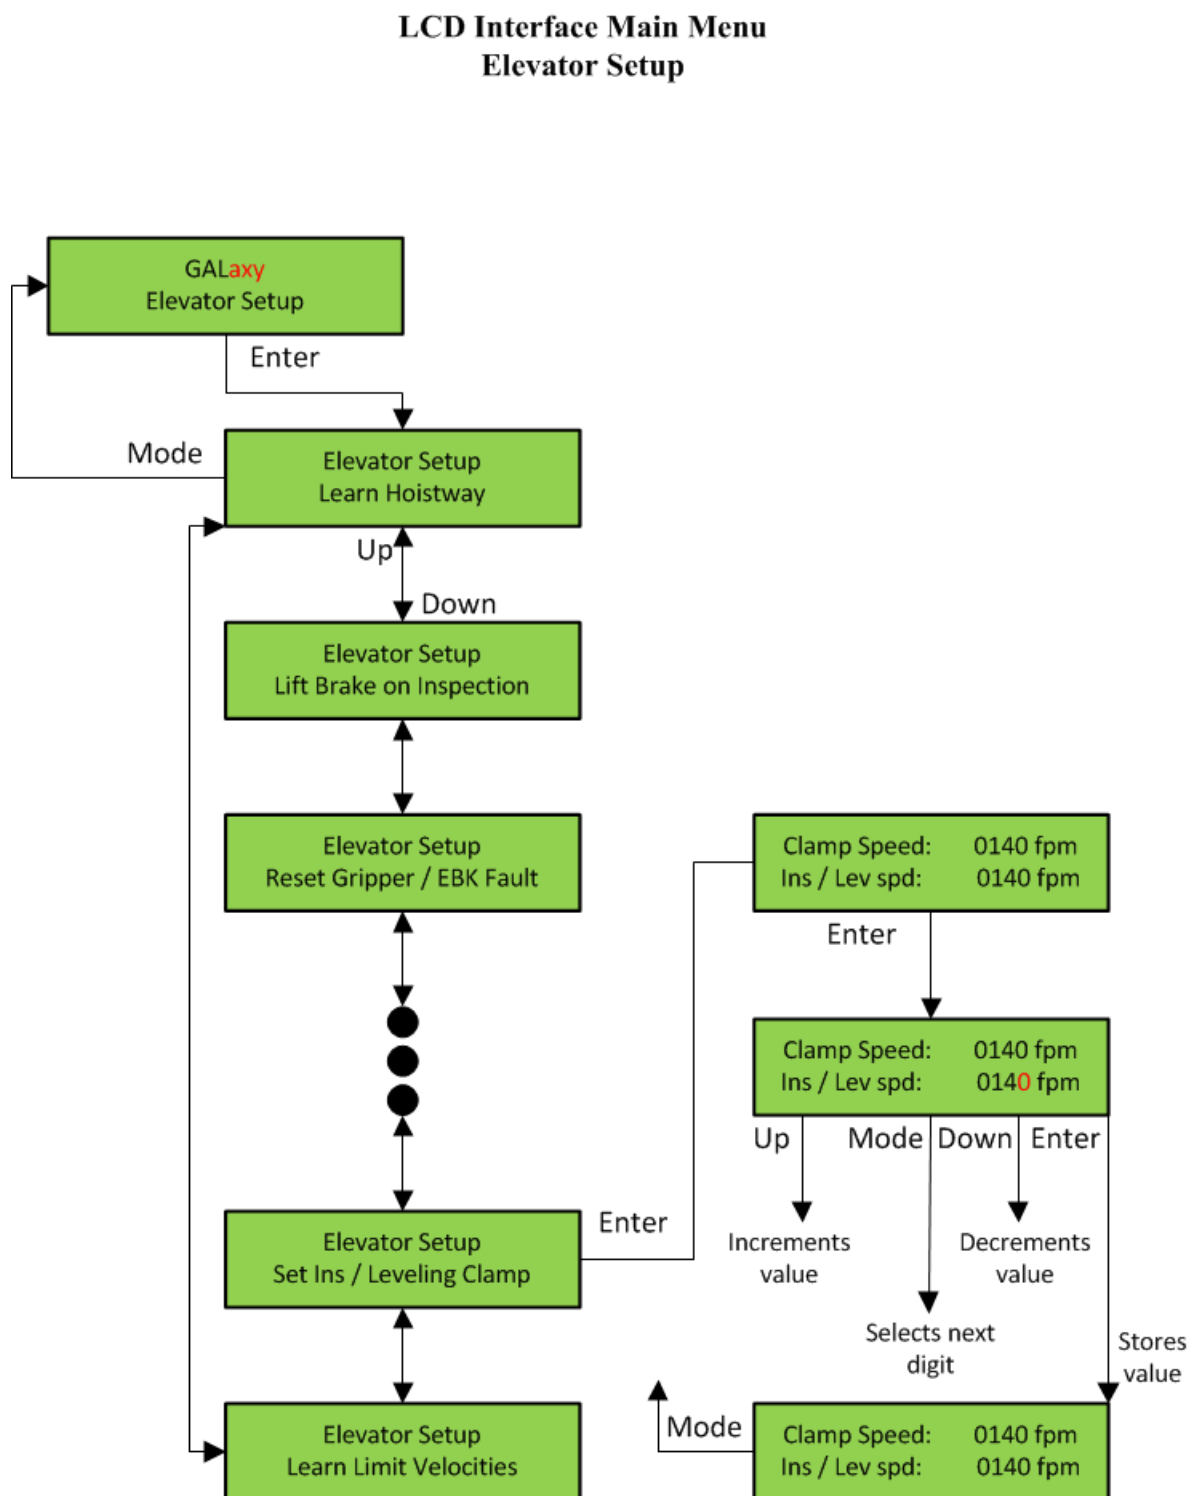 LCD Interface Main Menu
Elevator Setup
GALaxy
Elevator Setup
Enter
Mode
Elevator Setup
Learn Hoistway
Up
Down
Elevator Setup
Lift Brake on Inspection
Elevator Setup
Reset Gripper / EBK Fault
Clamp Speed: 0140 fpm
Ins / Lev spd: 0140 fpm
Enter
Clamp Speed: 0140 fpm
Ins / Lev spd: 0140 fpm
Up Mode Down Enter
Increments
value
Decrements
value
Selects next
digit
Stores
value
Elevator Setup
Set Ins / Leveling Clamp
Enter
Elevator Setup
Learn Limit Velocities
Mode
Clamp Speed: 0140 fpm
Ins / Lev spd: 0140 fpm